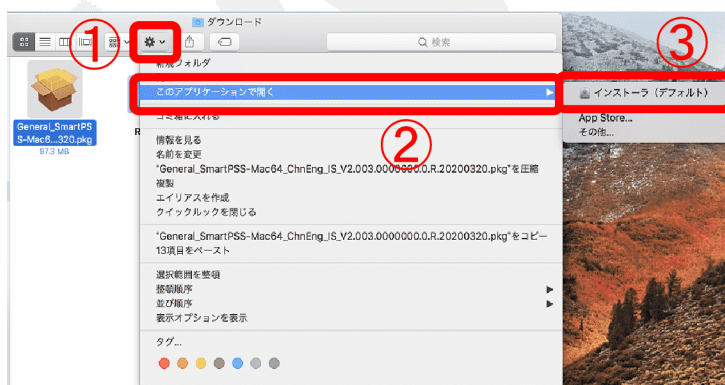 ダウンロード
①
検索
③
新規フォルダ
このアプリケーションで開く
インストーラ（デフォルト）
ゴミ箱に入れる
App Store...
その他...
General_SmartPS
S-Mac6...320.pkg
97.3 MB
R
②
情報を見る
名前を変更
"General_SmartPSS-Mac64_ChnEng_IS_V2.003.0000000.0.R.20200320.pkg"を圧縮
複製
エイリアスを作成
クイックルックを閉じる
"General_SmartPSS-Mac64_ChnEng_IS_V2.003.0000000.0.R.20200320.pkg"をコピー
13項目をペースト
選択範囲を整頓
整頓順序
並び順序
表示オプションを表示
タグ...